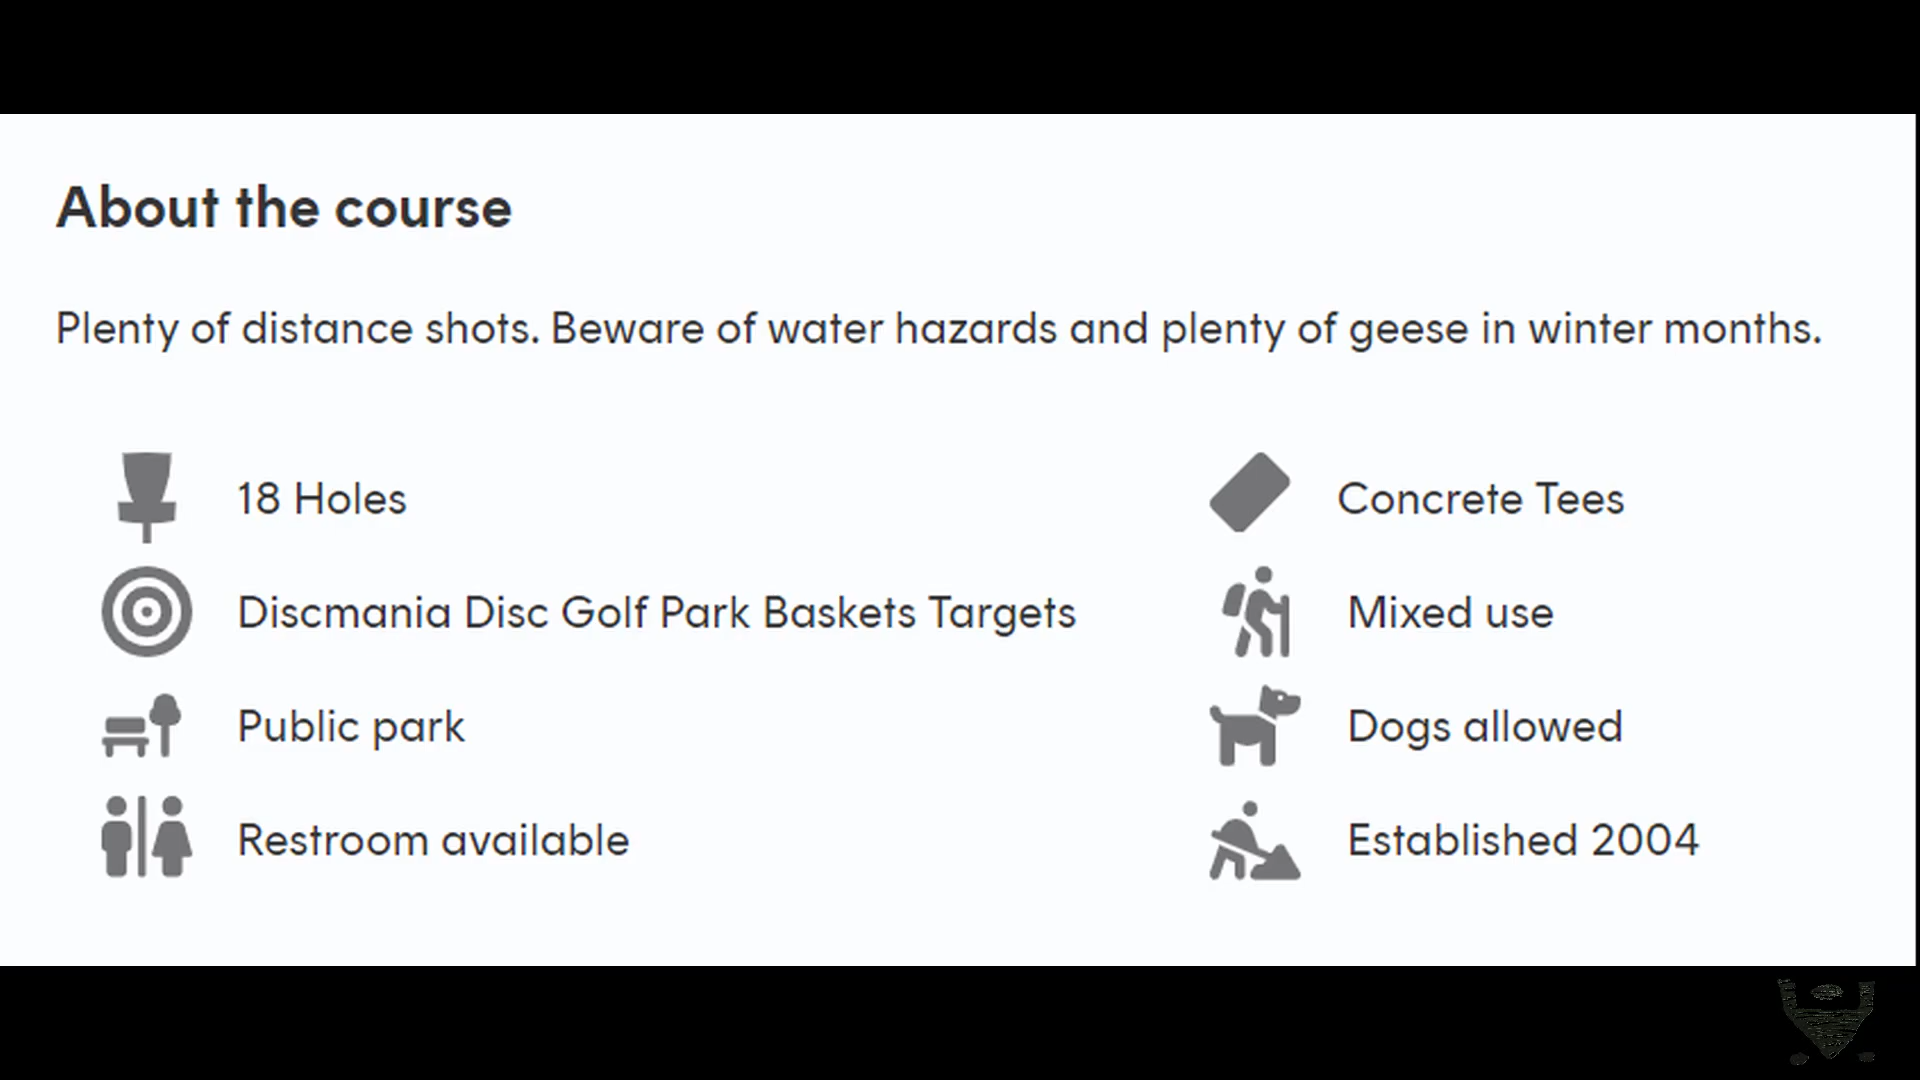 About the course
Plenty of distance shots. Beware of water hazards and plenty of geese in winter months.
18 Holes
Concrete Tees
Discmania Disc Golf Park Baskets Targets
Mixed use
Public park
Dogs allowed
Restroom available
Established 2004